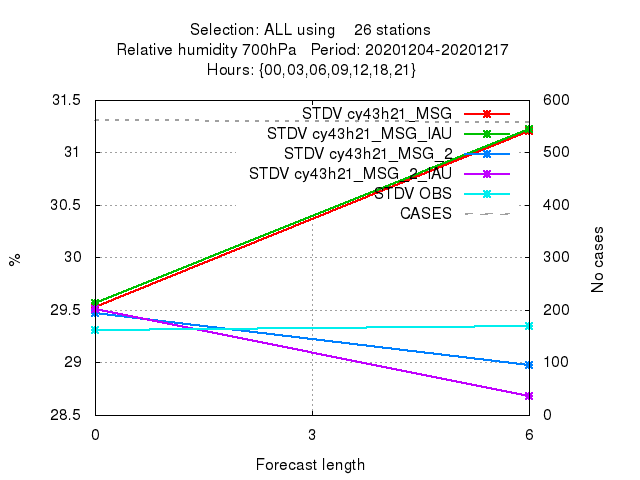 Selection: ALL using    26 stations
Relative humidity 700hPa   Period: 20201204-20201217
Hours: {00,03,06,09,12,18,21}
31.5
31
30.5
30
29.5
29
28.5
%
600
500
400
300
200
100
0
No cases
STDV cy43h21_MSG
STDV cy43h21_MSG_IAU
STDV cy43h21_MSG_2
STDV cy43h21_MSG_2_IAU
STDV OBS
CASES
0
3
6
Forecast length